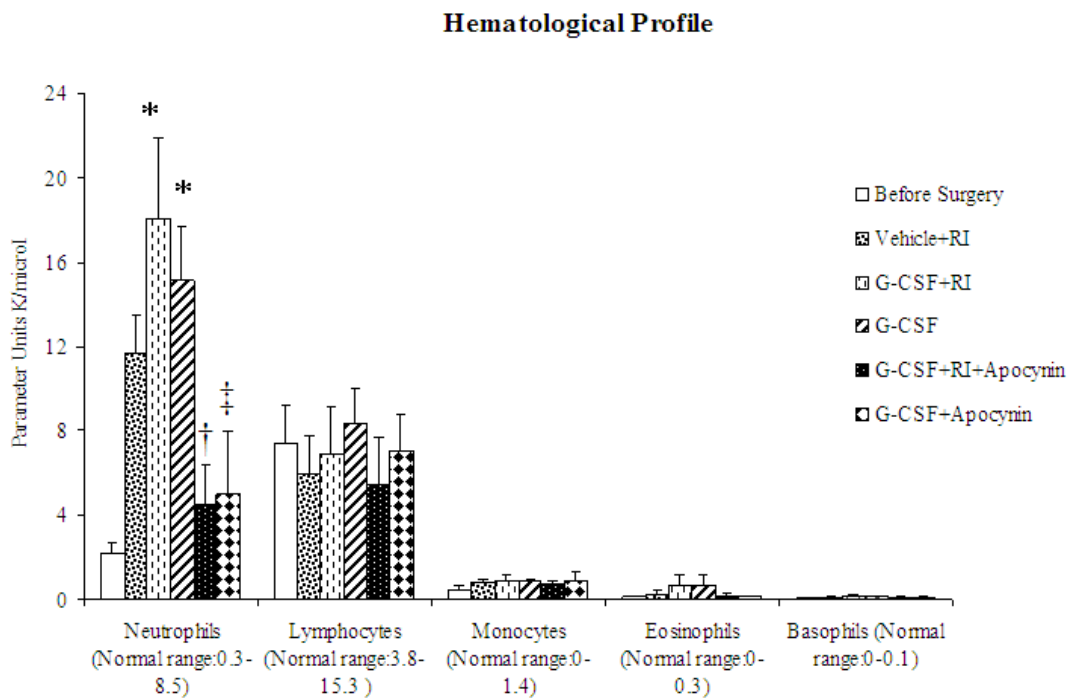 Hematological Profile
24
20
16
12
8
4
0
Parameter Units K/microl
*
*
†
‡
Before Surgery
Vehicle+RI
G-CSF+RI
G-CSF
G-CSF+RI+Apocynin
G-CSF+Apocynin
Neutrophils
(Normal range:0.3-
8.5)
Lymphocytes
(Normal range:3.8-
15.3 )
Monocytes
(Normal range:0-
1.4)
Eosinophils
(Normal range:0-
0.3)
Basophils (Normal
range:0-0.1)